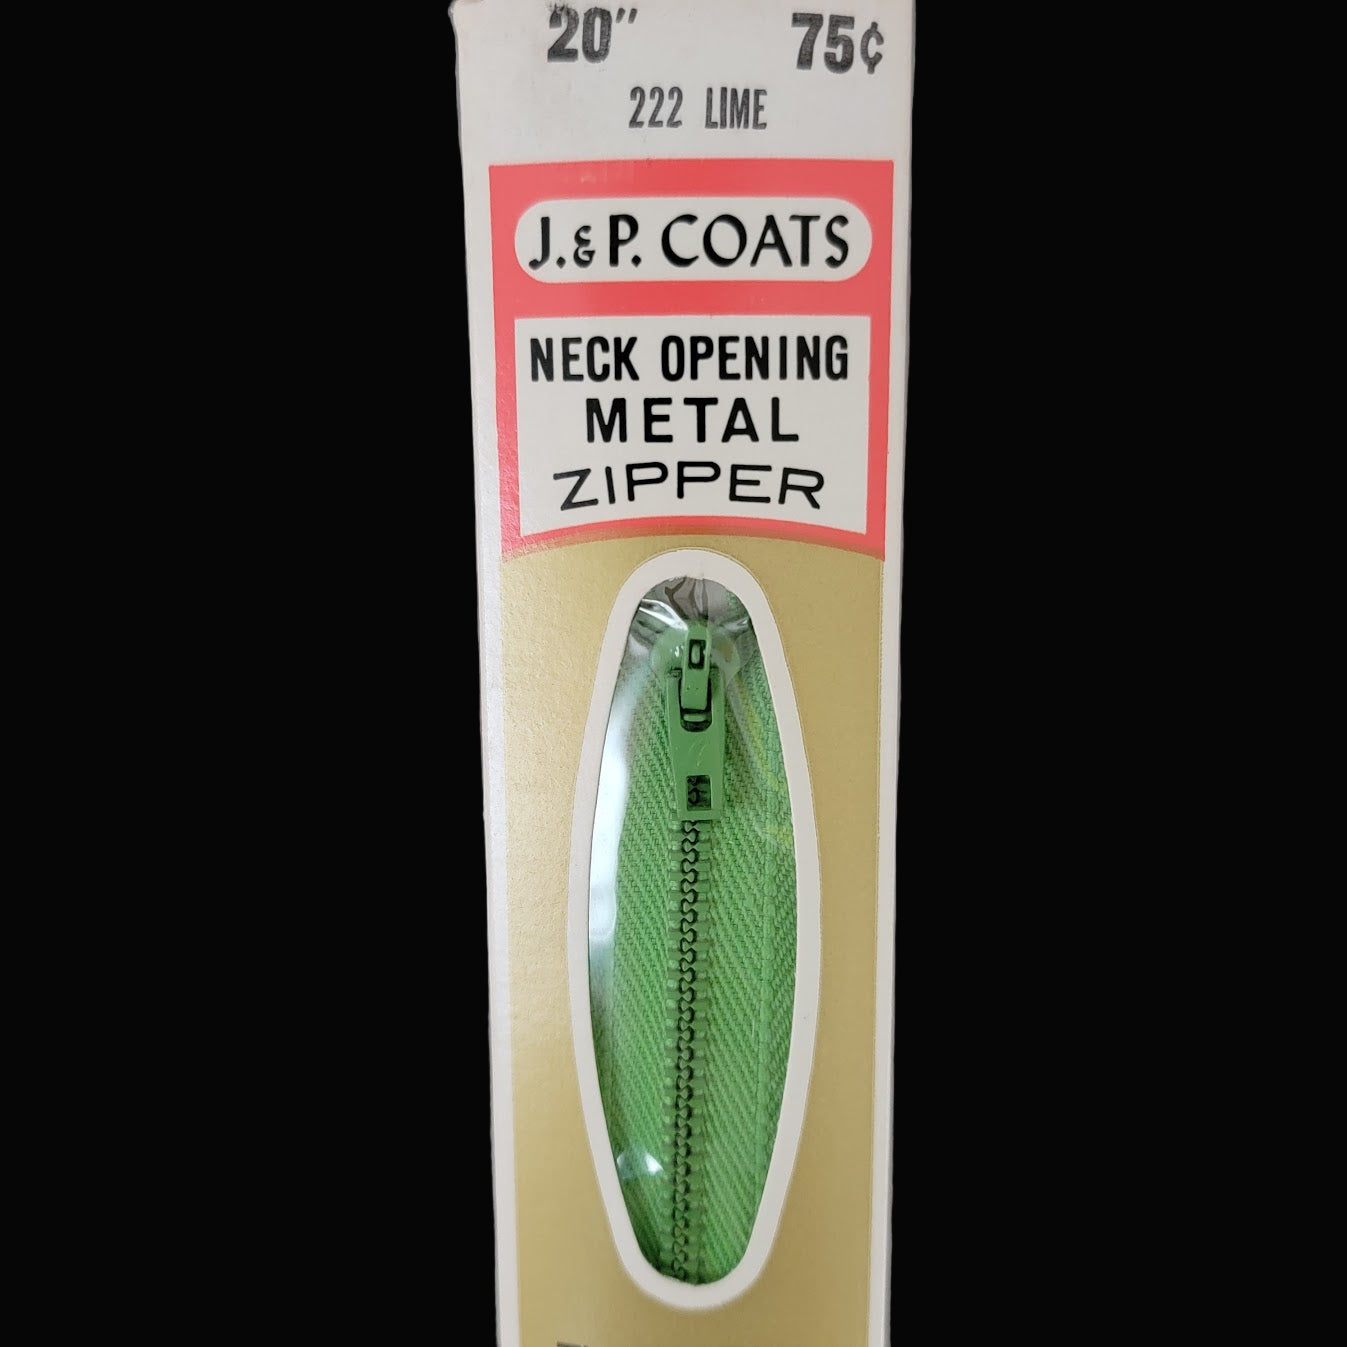 20" 75¢
222 LIME
J. & P. COATS
NECK OPENING
METAL
ZIPPER